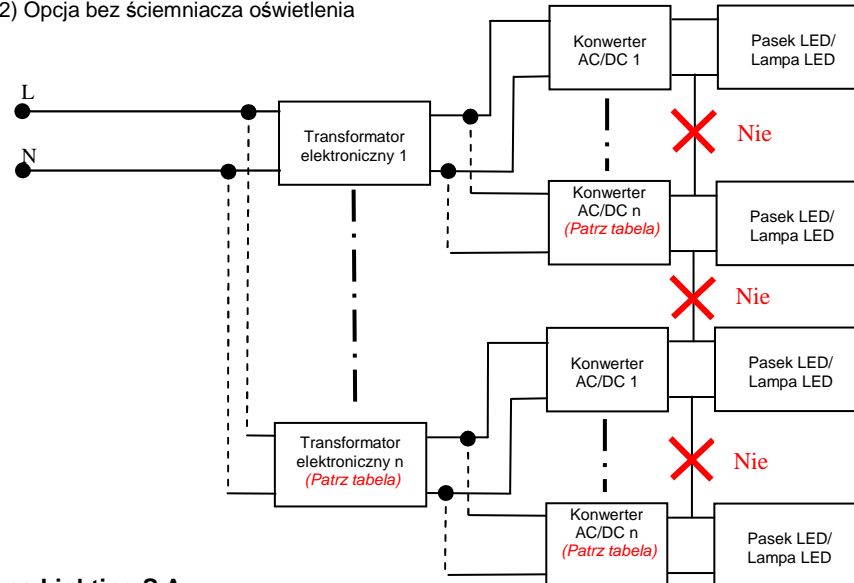 2) Opcja bez ściemniacza oświetlenia
Konwerter
AC/DC 1
Pasek LED/
Lampa LED
L
Transformator
elektroniczny 1
Nie
N
Konwerter
AC/DC n
(Patrz tabela)
Pasek LED/
Lampa LED
Nie
Konwerter
AC/DC 1
Pasek LED/
Lampa LED
Transformator
elektroniczny n
(Patrz tabela)
Nie
Konwerter
AC/DC n
(Patrz tabela)
Pasek LED/
Lampa LED